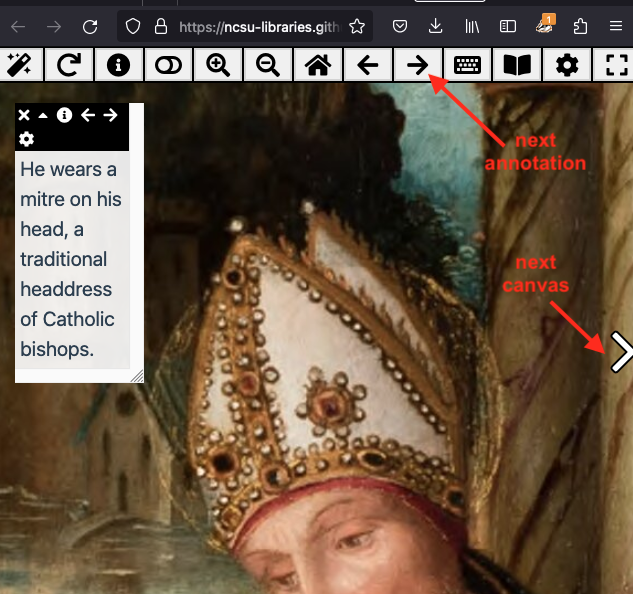 https://ncsu-libraries.gith
1
next
annotation
He wears a
mitre on his
head, a
traditional
headdress
of Catholic
bishops.
next
canvas